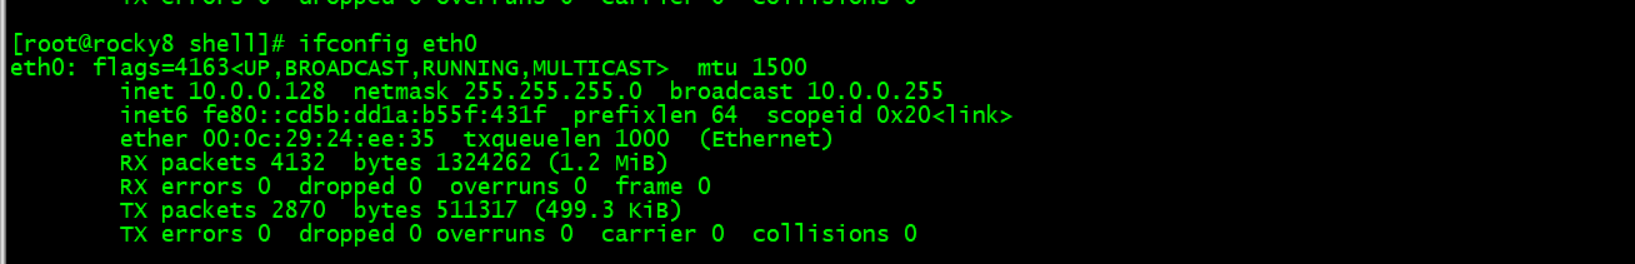 TX errors 0  dropped 0 overruns 0  carrier 0  collisions 0
[root@rocky8 shell]# ifconfig eth0
eth0: flags=4163<UP,BROADCAST,RUNNING,MULTICAST>  mtu 1500
        inet 10.0.0.128  netmask 255.255.255.0  broadcast 10.0.0.255
        inet6 fe80::cd5b:dd1a:b55f:431f  prefixlen 64  scopeid 0x20<link>
        ether 00:0c:29:24:ee:35  txqueuelen 1000  (Ethernet)
        RX packets 4132  bytes 1324262 (1.2 MiB)
        RX errors 0  dropped 0  overruns 0  frame 0
        TX packets 2870  bytes 511317 (499.3 KiB)
        TX errors 0  dropped 0 overruns 0  carrier 0  collisions 0